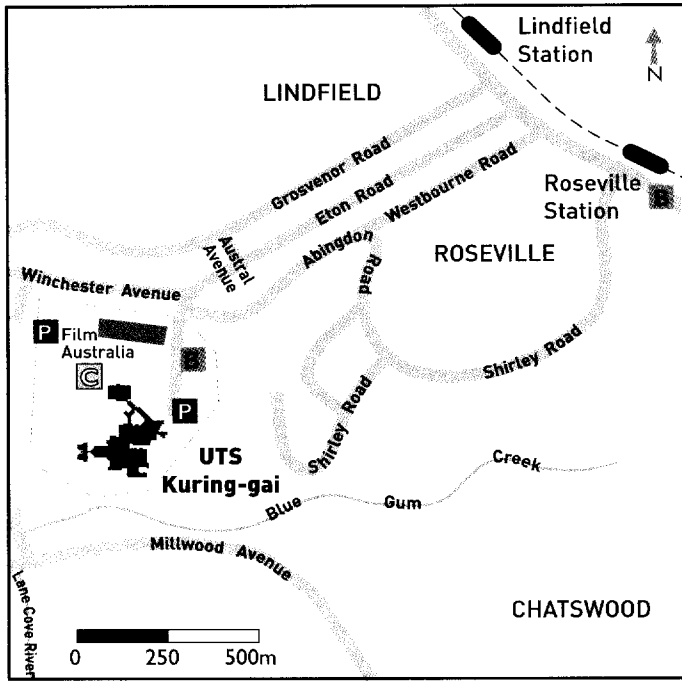 Lindfield
Station
N
LINDFIELD
Grosvenor Road
Eton Road
Westbourne Road
Roseville
Station
B
Austral
Avenue
Abingdon
Road
ROSEVILLE
Winchester Avenue
P
Film
Australia
B
C
P
Shirley Road
Shirley Road
UTS
Kuring-gai
Blue Gum Creek
Millwood Avenue
Lane Cove River
CHATSWOOD
0 250 500m